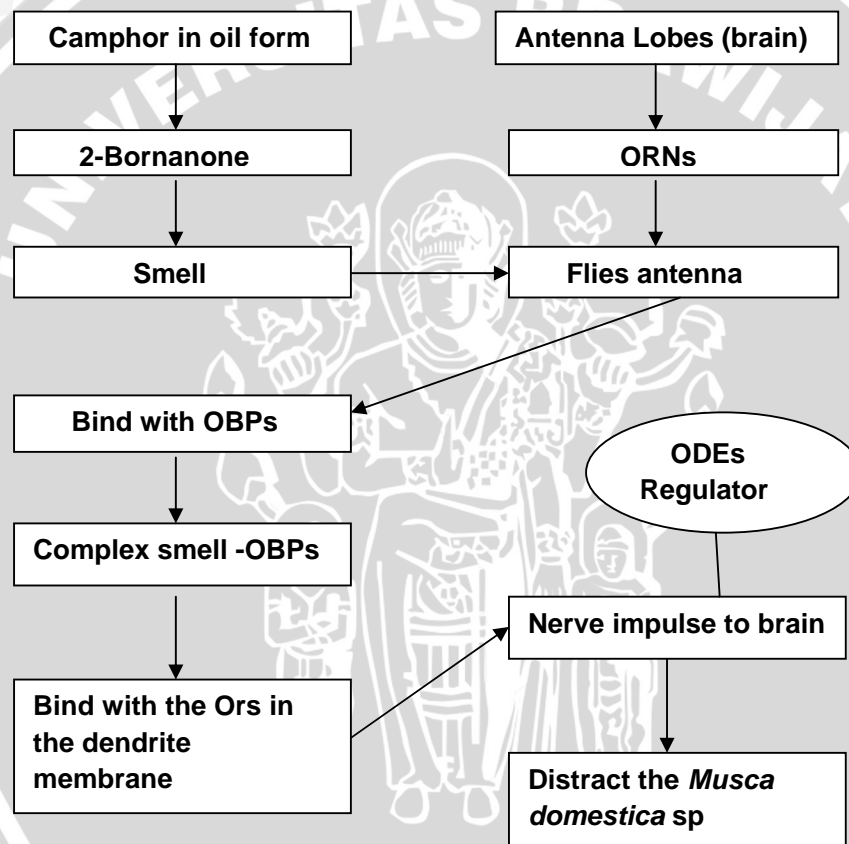 UNIVERSITAS BRAWIJA
Camphor in oil form
Antenna Lobes (brain)
2-Bornanone
ORNs
Smell
Flies antenna
Bind with OBPs
ODEs
Regulator
Complex smell -OBPs
Nerve impulse to brain
Bind with the Ors in
the dendrite
membrane
Distract the Musca
domestica sp